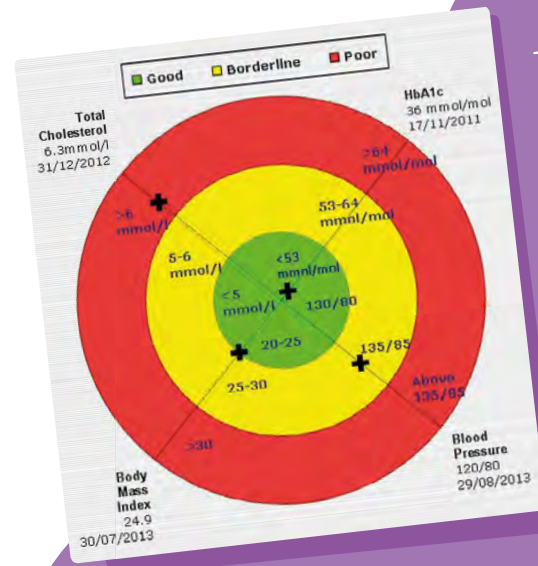 Good Borderline Poor
Total
Cholesterol
6.3mmol/l
31/12/2012
HbA1c
36 mmol/mol
17/11/2011
>6
mmol/l
5-6
mmol/l
<5
mmol/l
>64
mmol/mol
53-64
mmol/mol
<53
mmol/mol
130/80
135/85
Above
135/85
20-25
25-30
>30
Body
Mass
Index
24.9
30/07/2013
Blood
Pressure
120/80
29/08/2013